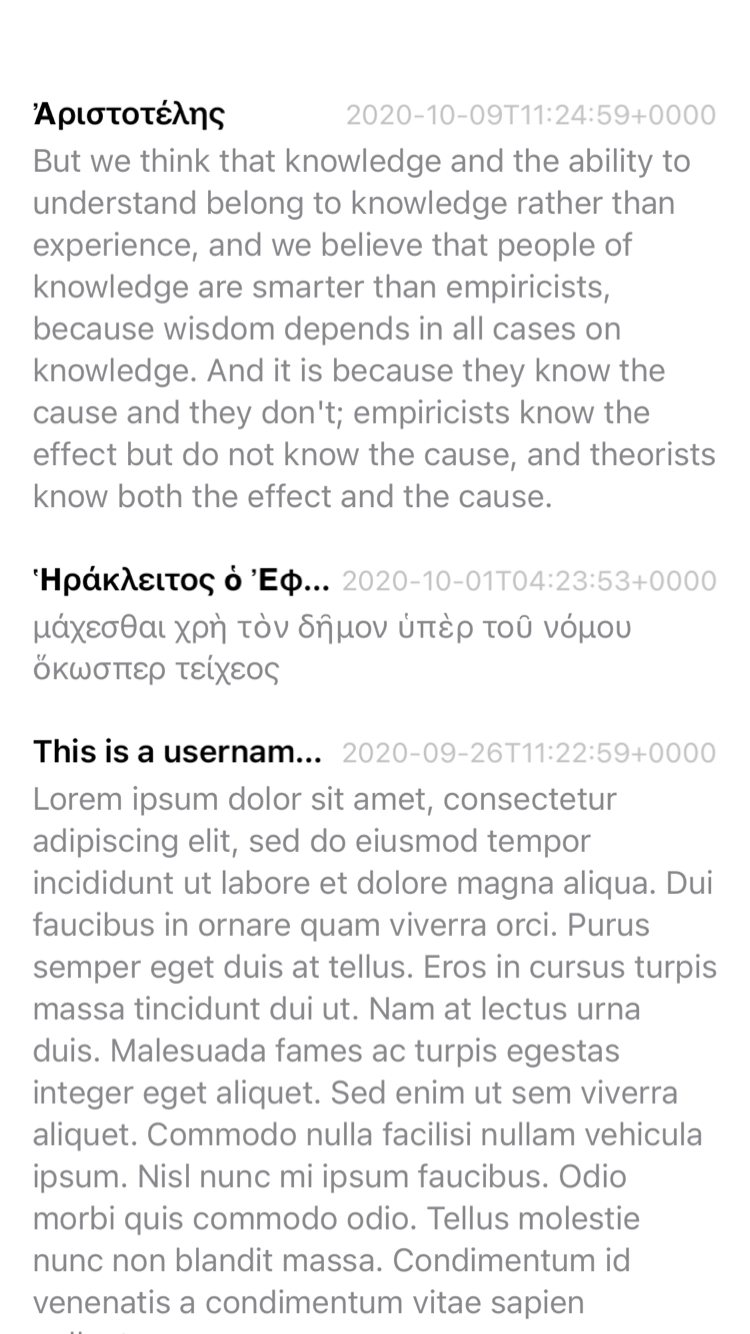 Ἀριστοτέλης 2020-10-09T11:24:59+0000
But we think that knowledge and the ability to
understand belong to knowledge rather than
experience, and we believe that people of
knowledge are smarter than empiricists,
because wisdom depends in all cases on
knowledge. And it is because they know the
cause and they don't; empiricists know the
effect but do not know the cause, and theorists
know both the effect and the cause.
Ἡράκλειτος ὁ Ἐφ... 2020-10-01T04:23:53+0000
μάχεσθαι χρὴ τὸν δῆμον ὑπὲρ τοῦ νόμου
ὅκωσπερ τείχεος
This is a usernam... 2020-09-26T11:22:59+0000
Lorem ipsum dolor sit amet, consectetur
adipiscing elit, sed do eiusmod tempor
incididunt ut labore et dolore magna aliqua. Dui
faucibus in ornare quam viverra orci. Purus
semper eget duis at tellus. Eros in cursus turpis
massa tincidunt dui ut. Nam at lectus urna
duis. Malesuada fames ac turpis egestas
integer eget aliquet. Sed enim ut sem viverra
aliquet. Commodo nulla facilisi nullam vehicula
ipsum. Nisl nunc mi ipsum faucibus. Odio
morbi quis commodo odio. Tellus molestie
nunc non blandit massa. Condimentum id
venenatis a condimentum vitae sapien